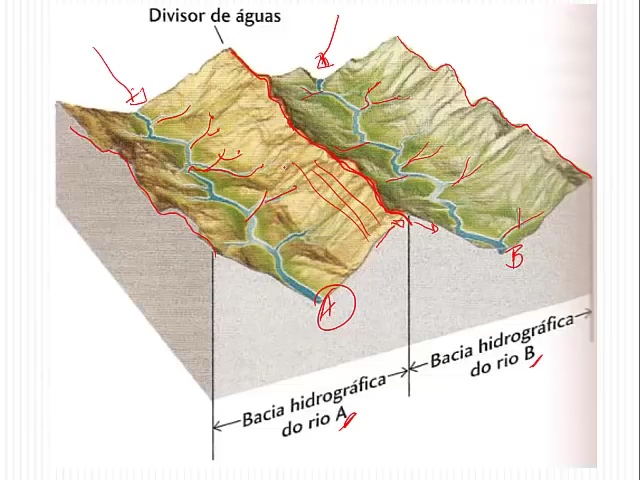 Divisor de águas
A
B
Bacia hidrográfica
do rio B
Bacia hidrográfica
do rio A